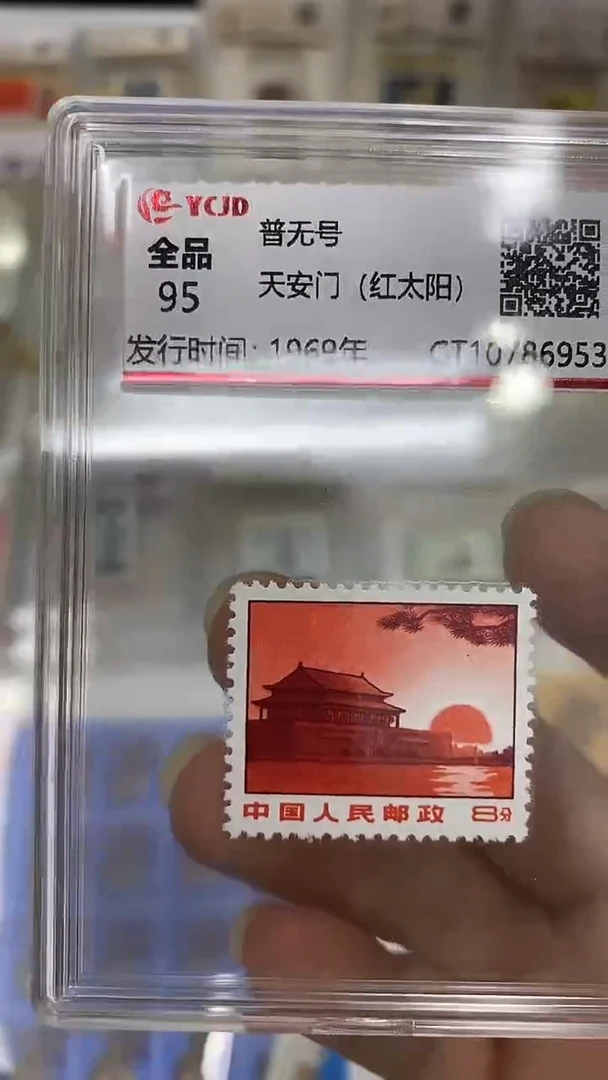 YCJD
全品
95
普无号
天安门（红太阳）
发行时间：1969年
CT10786953
中国人民邮政 8分